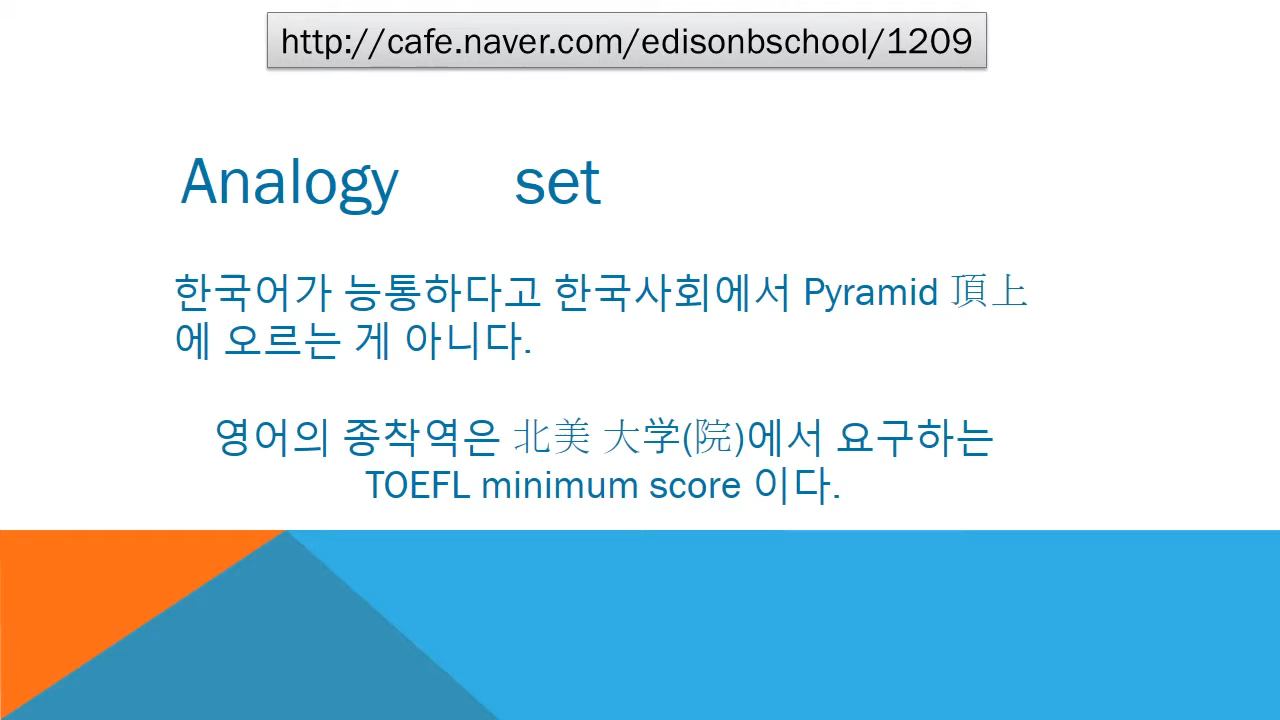 http://cafe.naver.com/edisonbschool/1209
Analogy set
한국어가 능통하다고 한국사회에서 Pyramid 頂上
에 오르는 게 아니다.
영어의 종착역은 北美 大学(院)에서 요구하는
TOEFL minimum score 이다.